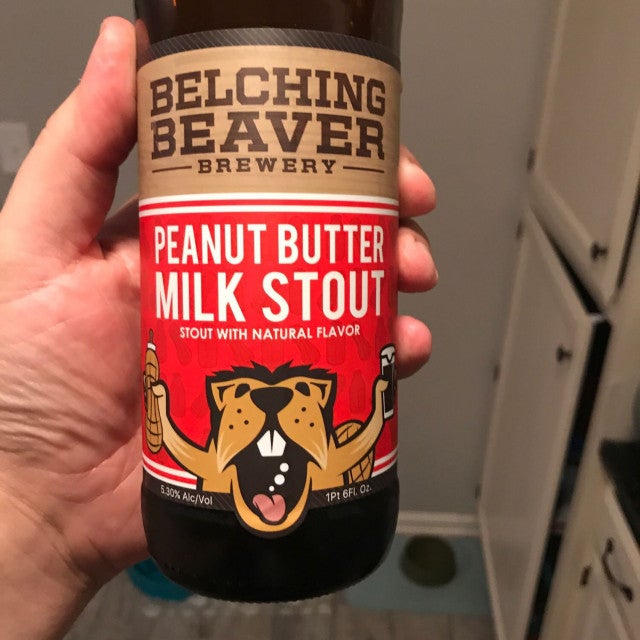 BELCHING
BEAVER
BREWERY
PEANUT BUTTER
MILK STOUT
STOUT WITH NATURAL FLAVOR
5.30% Alc/Vol
1Pt 6Fl. Oz.